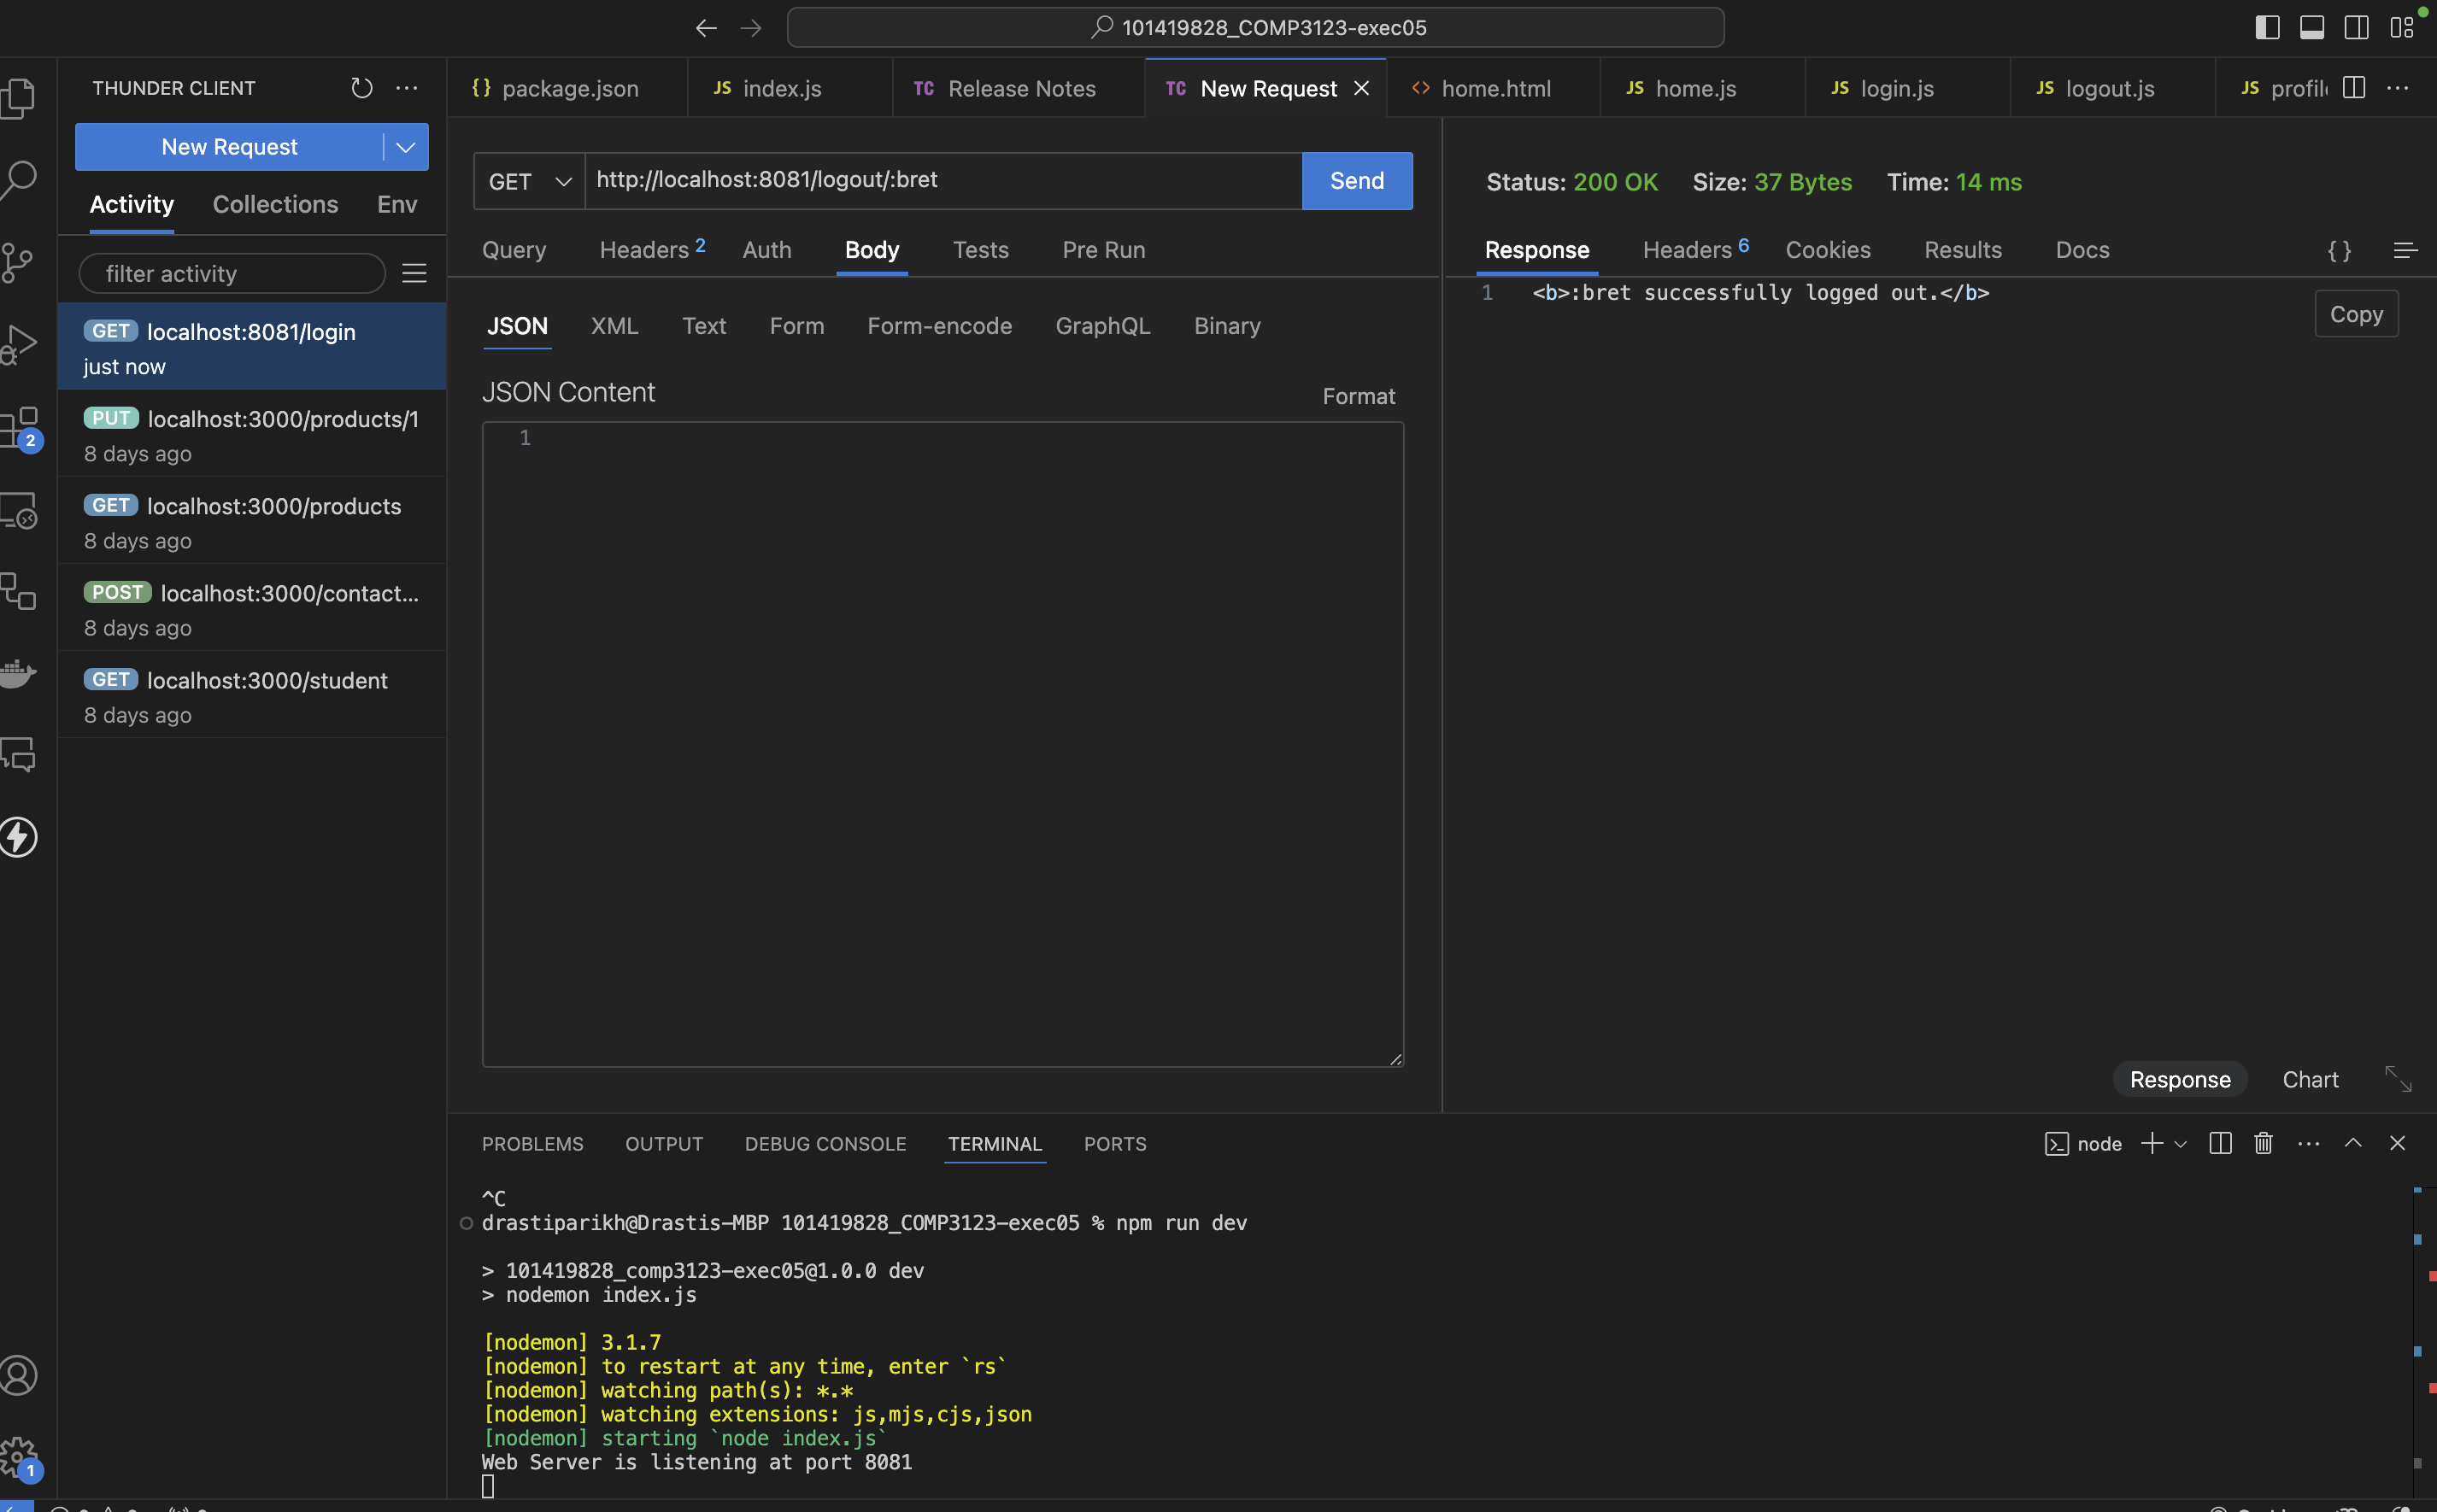 101419828_COMP3123-exec05
THUNDER CLIENT
New Request
Activity Collections Env
filter activity
GET localhost:8081/login
just now
PUT localhost:3000/products/1
8 days ago
GET localhost:3000/products
8 days ago
POST localhost:3000/contact...
8 days ago
GET localhost:3000/student
8 days ago
2
1
{} package.json JS index.js TC Release Notes TC New Request <> home.html JS home.js JS login.js JS logout.js JS profil
GET http://localhost:8081/logout/:bret Send
Query Headers 2 Auth Body Tests Pre Run
JSON XML Text Form Form-encode GraphQL Binary
JSON Content Format
1
Status: 200 OK Size: 37 Bytes Time: 14 ms
Response Headers 6 Cookies Results Docs {}
1 <b>:bret successfully logged out.</b>
Copy
Response Chart
PROBLEMS OUTPUT DEBUG CONSOLE TERMINAL PORTS node
^C
drastiparikh@Drastis-MBP 101419828_COMP3123-exec05 % npm run dev
> 101419828_comp3123-exec05@1.0.0 dev
> nodemon index.js
[nodemon] 3.1.7
[nodemon] to restart at any time, enter `rs`
[nodemon] watching path(s): *.*
[nodemon] watching extensions: js,mjs,cjs,json
[nodemon] starting `node index.js`
Web Server is listening at port 8081